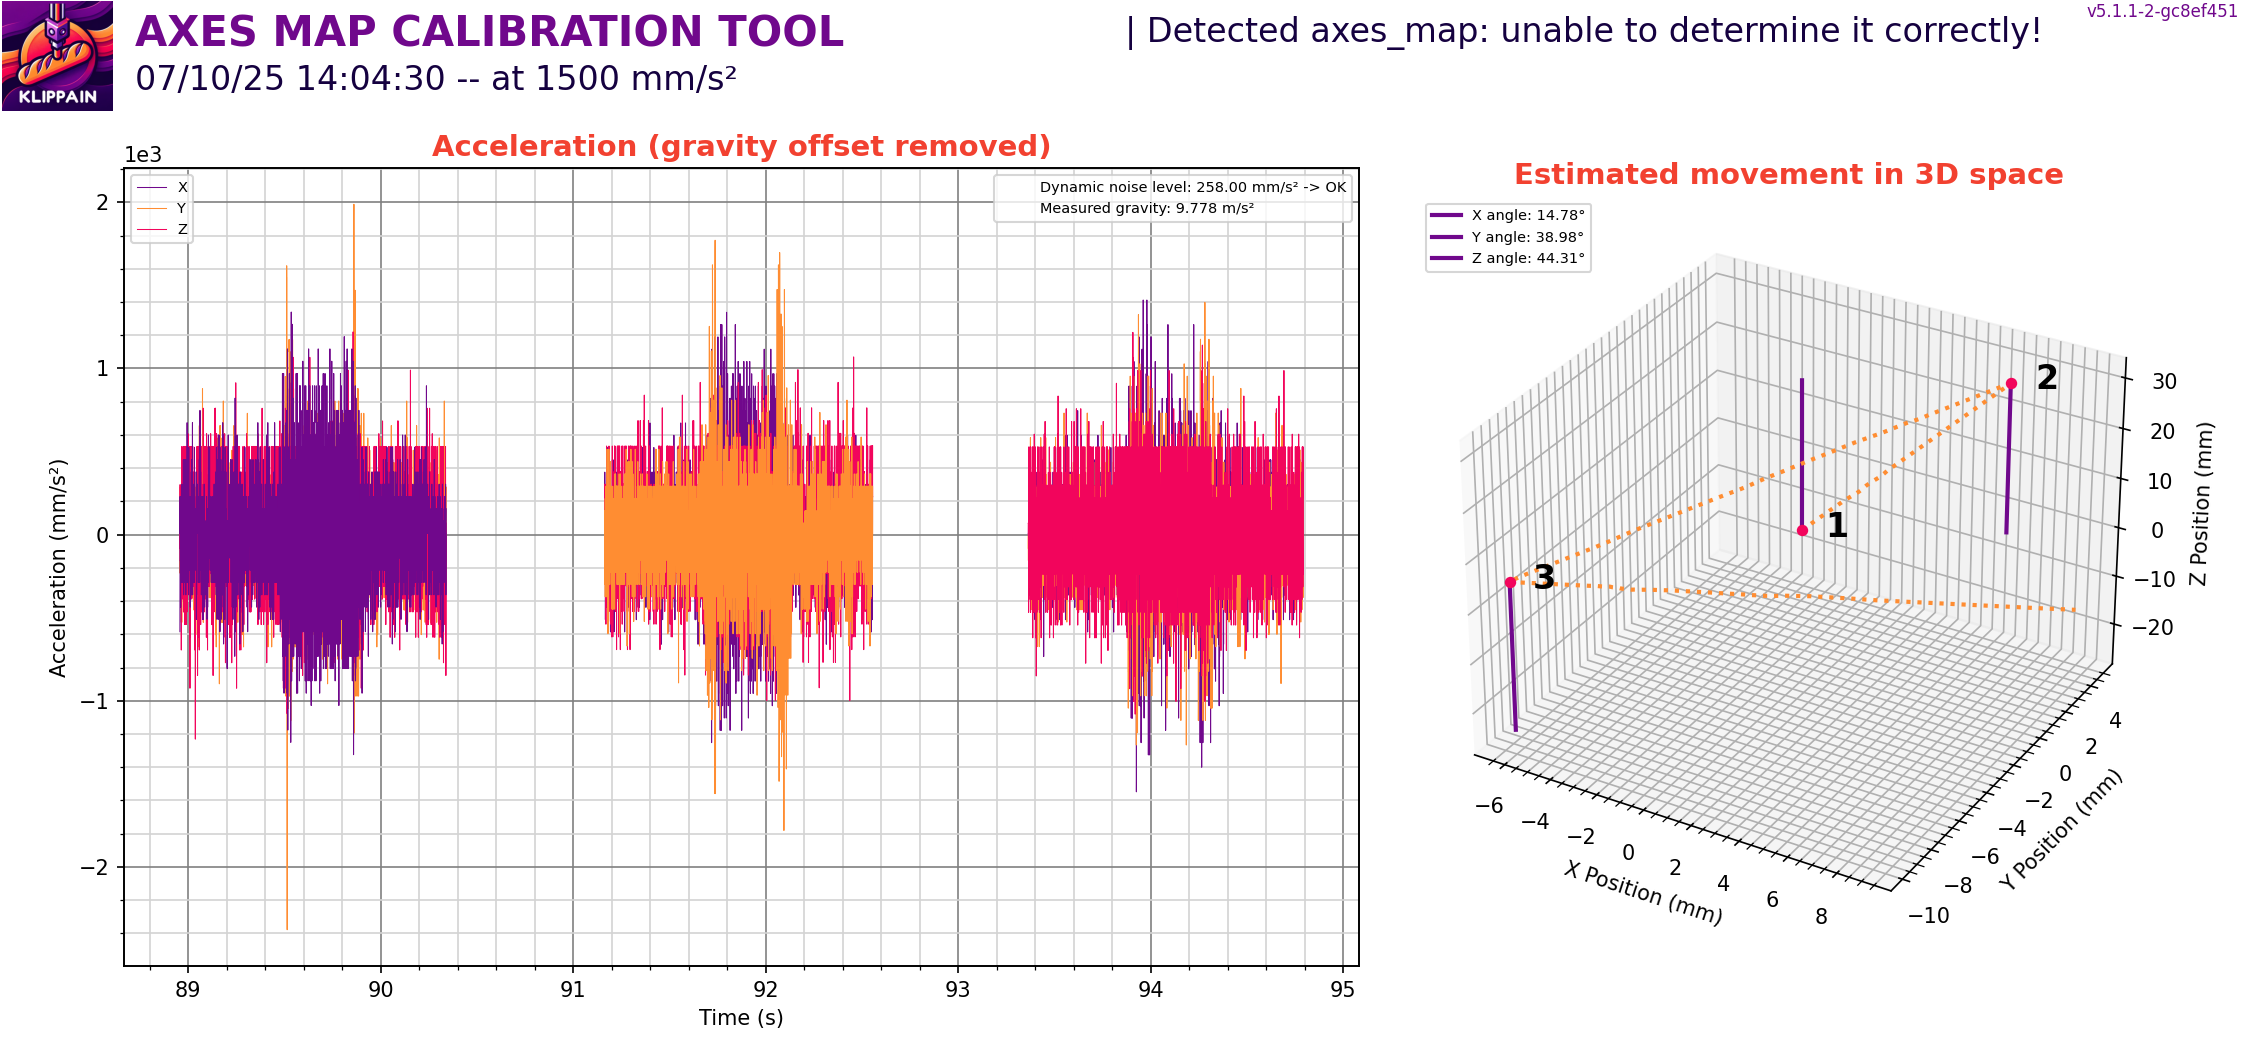 AXES MAP CALIBRATION TOOL
| Detected axes_map: unable to determine it correctly!
v5.1.1-2-gc8ef451
07/10/25 14:04:30 -- at 1500 mm/s²
KLIPPAIN
Acceleration (gravity offset removed)
1e3
X
Y
Z
Dynamic noise level: 258.00 mm/s² -> OK
Measured gravity: 9.778 m/s²
2
1
0
−1
−2
Acceleration (mm/s²)
89 90 91 92 93 94 95
Time (s)
Estimated movement in 3D space
X angle: 14.78°
Y angle: 38.98°
Z angle: 44.31°
1
2
3
30
20
10
0
−10
−20
Z Position (mm)
4
2
0
−2
−4
−6
−8
−10
Y Position (mm)
−6 −4 −2 0 2 4 6 8
X Position (mm)